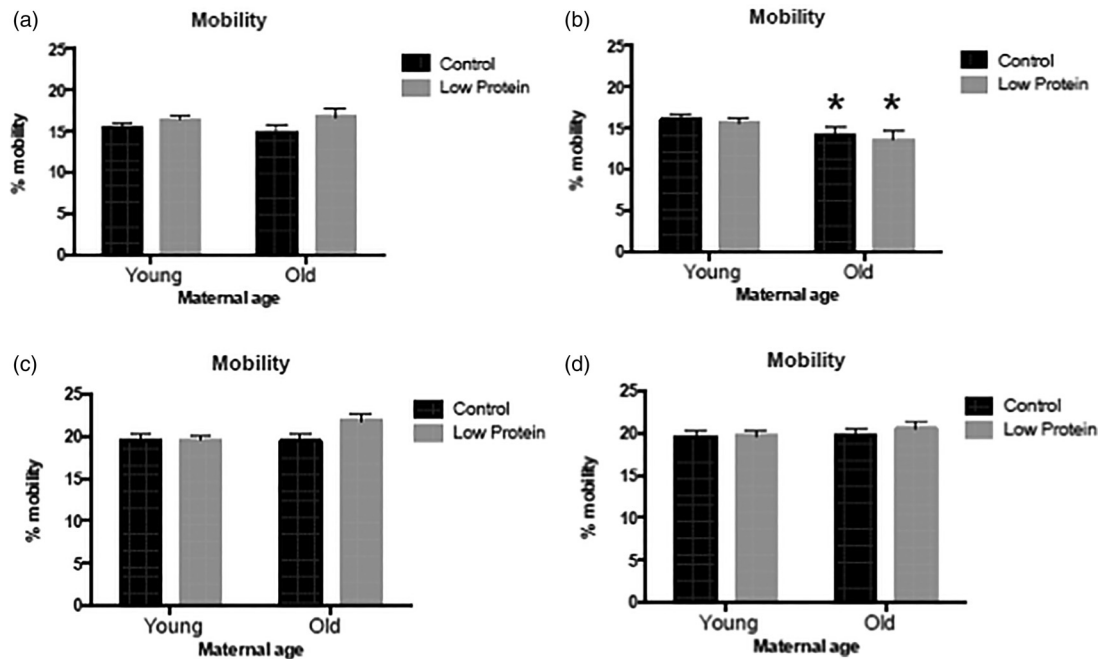 (a)
Mobility
25
20
15
10
5
0
% mobility
Young
Old
Maternal age
Control
Low Protein
(b)
Mobility
25
20
15
10
5
0
% mobility
* *
Young
Old
Maternal age
Control
Low Protein
(c)
Mobility
25
20
15
10
5
0
% mobility
Young
Old
Maternal age
Control
Low Protein
(d)
Mobility
25
20
15
10
5
0
% mobility
Young
Old
Maternal age
Control
Low Protein